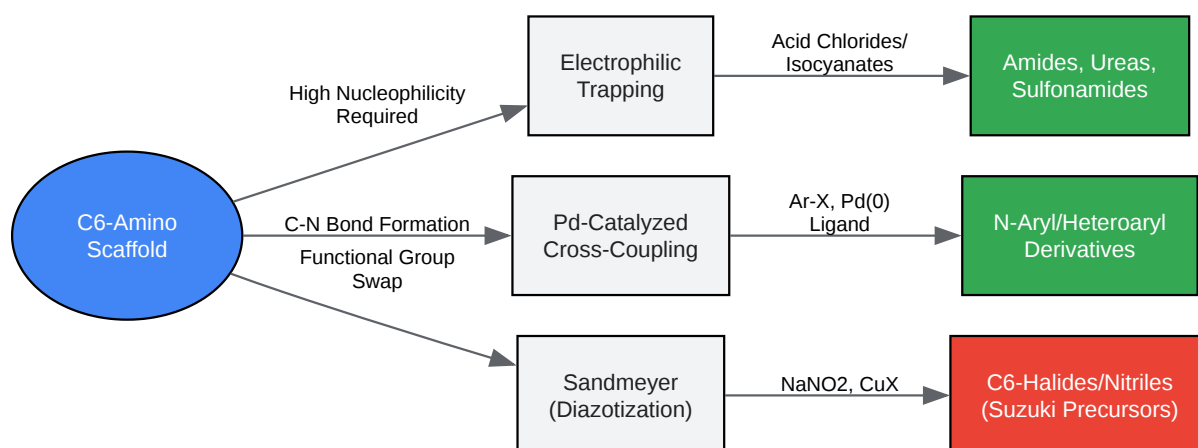 C6-Amino
Scaffold
High Nucleophilicity
Required
Electrophilic
Trapping
Acid Chlorides/
Isocyanates
Amides, Ureas,
Sulfonamides
C-N Bond Formation
Pd-Catalyzed
Cross-Coupling
Ar-X, Pd(0)
Ligand
N-Aryl/Heteroaryl
Derivatives
Functional Group
Swap
Sandmeyer
(Diazotization)
NaNO2, CuX
C6-Halides/Nitriles
(Suzuki Precursors)